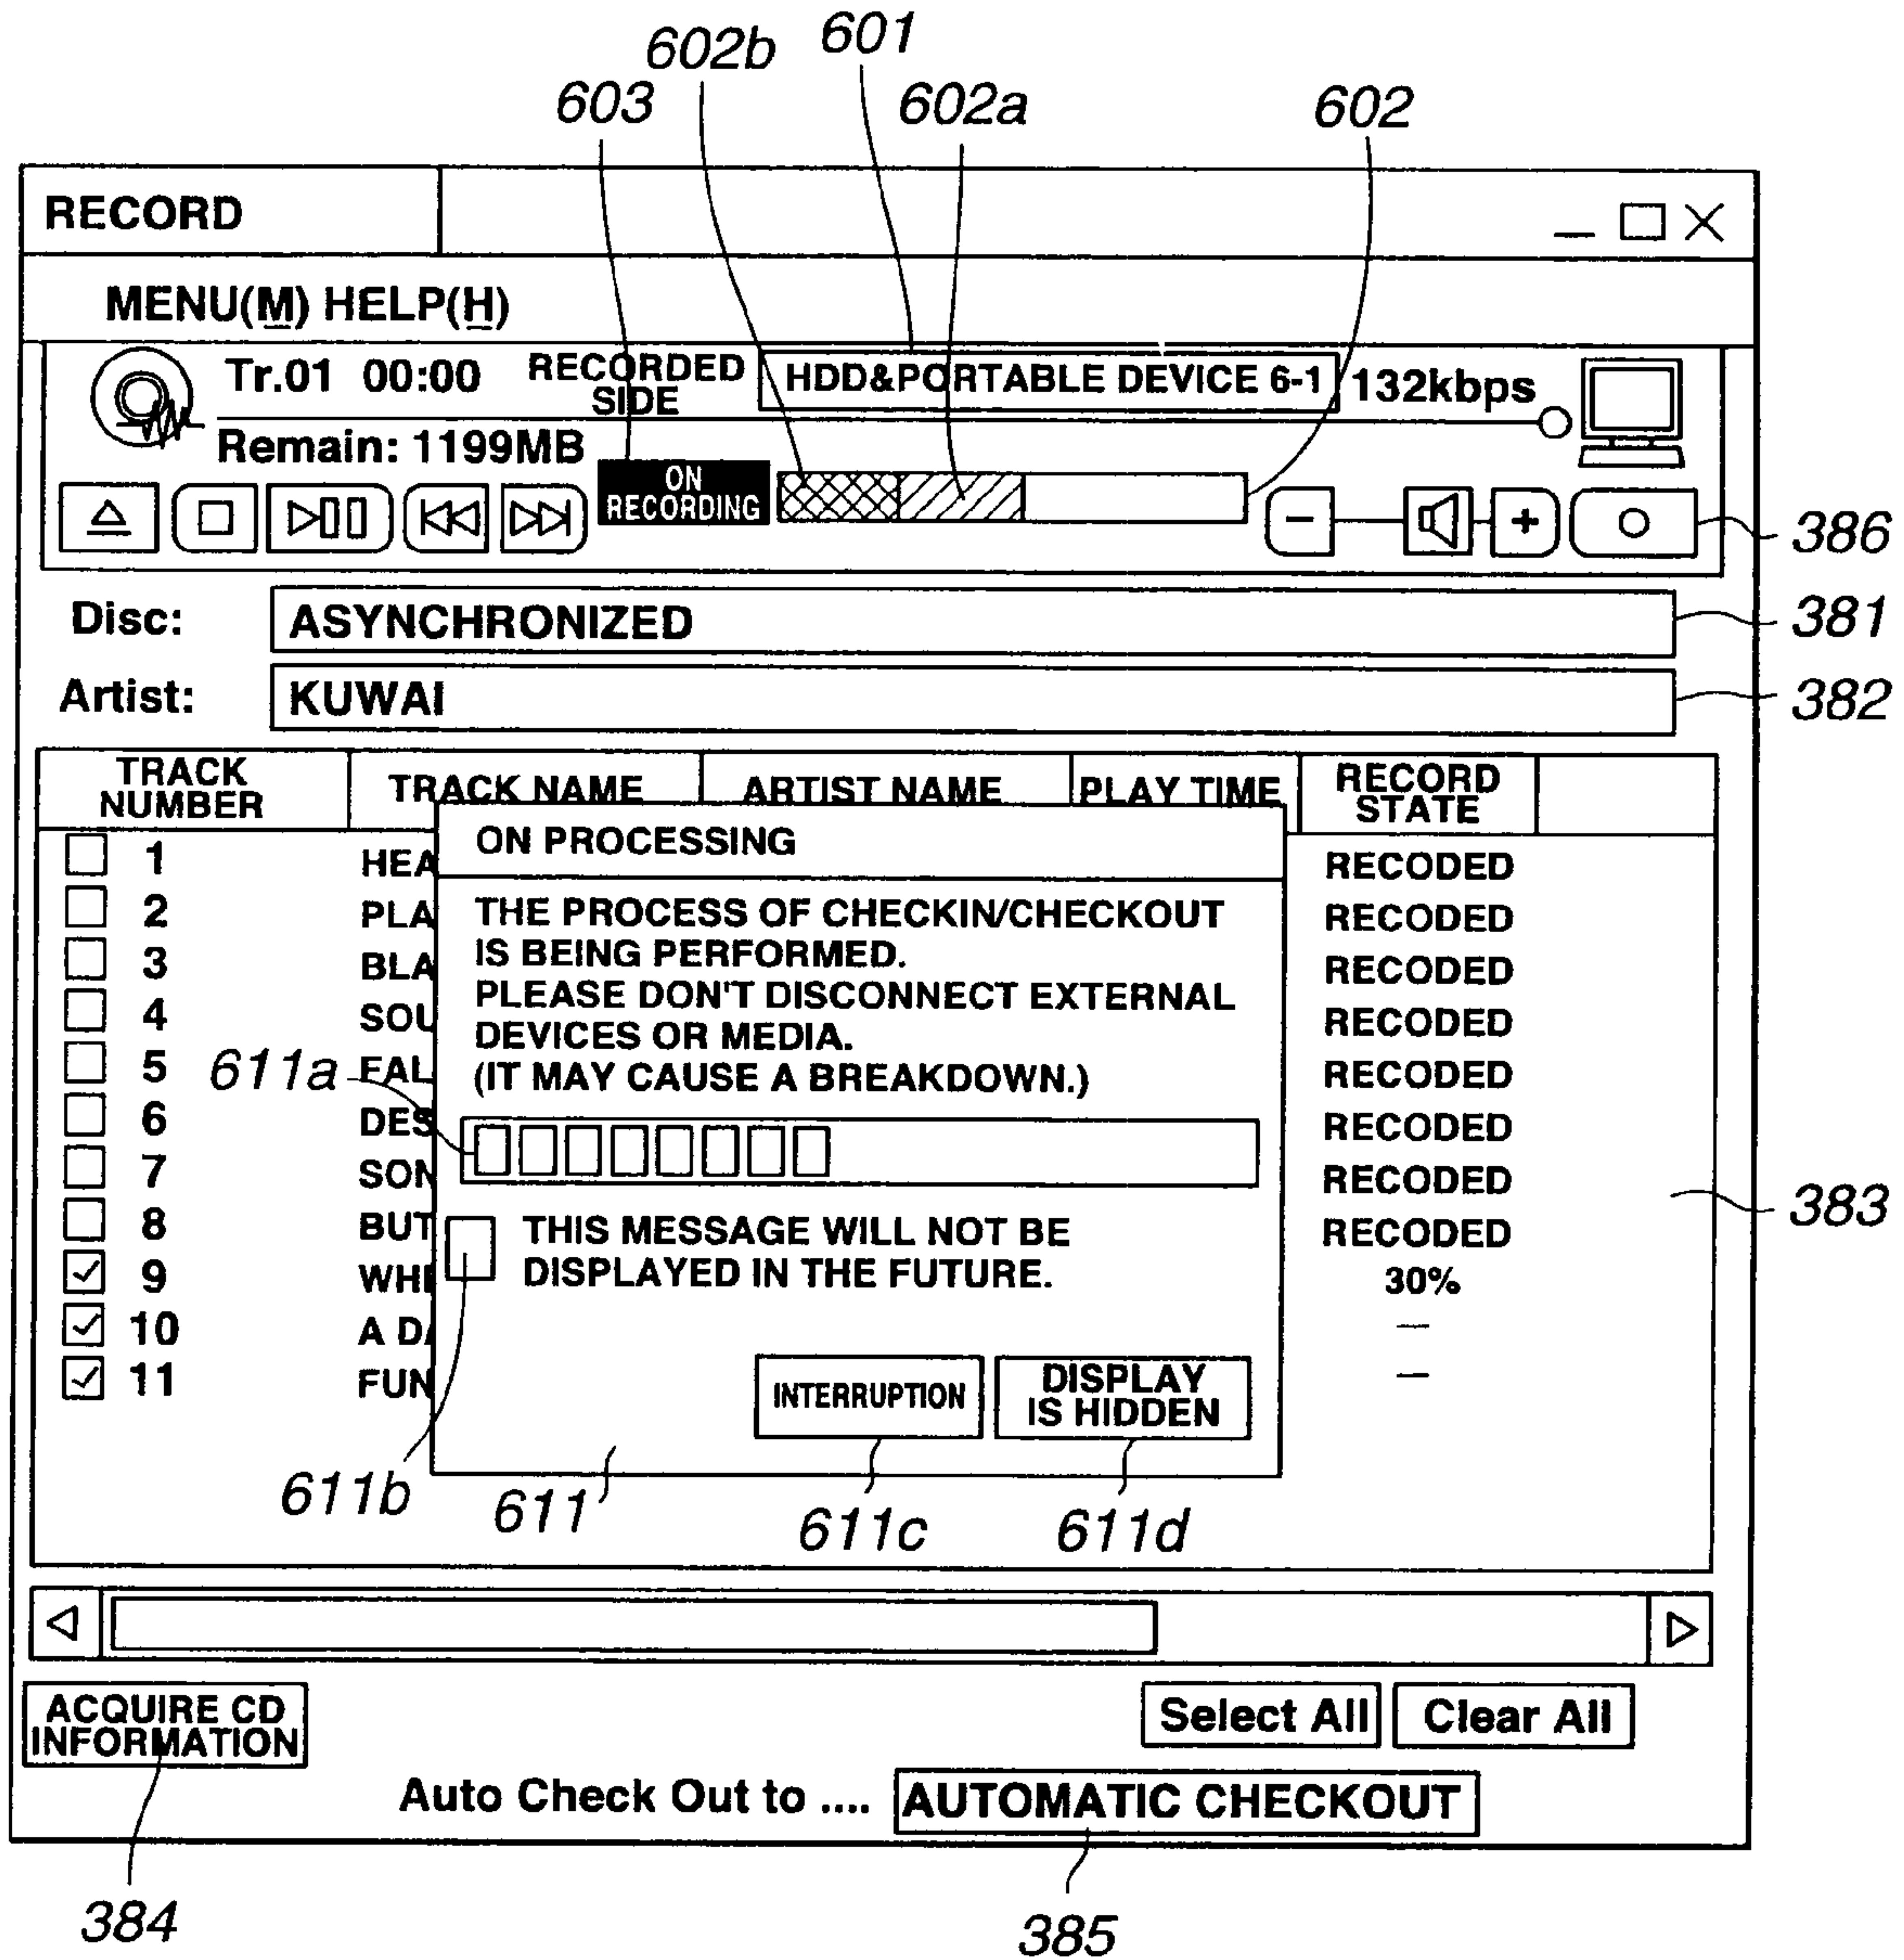 602b 601
603 602a 602
RECORD
MENU(M) HELP(H)
Tr.01 00:00 RECORDED SIDE HDD&PORTABLE DEVICE 6-1 132kbps
Remain: 1199MB
ON RECORDING
386
Disc: ASYNCHRONIZED 381
Artist: KUWAI 382
TRACK NUMBER TRACK NAME ARTIST NAME PLAY TIME RECORD STATE
1 HEA RECODED
2 PLA RECODED
3 BLA RECODED
4 SOU RECODED
5 FAL RECODED
6 DES RECODED
7 SON RECODED
8 BUT RECODED
9 WHE 30%
10 A DA —
11 FUN —
383
ON PROCESSING
THE PROCESS OF CHECKIN/CHECKOUT
IS BEING PERFORMED.
PLEASE DON'T DISCONNECT EXTERNAL
DEVICES OR MEDIA.
(IT MAY CAUSE A BREAKDOWN.)
611a
THIS MESSAGE WILL NOT BE
DISPLAYED IN THE FUTURE.
INTERRUPTION DISPLAY IS HIDDEN
611b 611 611c 611d
ACQUIRE CD INFORMATION Select All Clear All
Auto Check Out to .... AUTOMATIC CHECKOUT
384 385